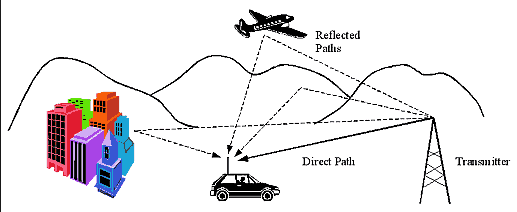 Reflected
Paths
Direct Path
Transmitter